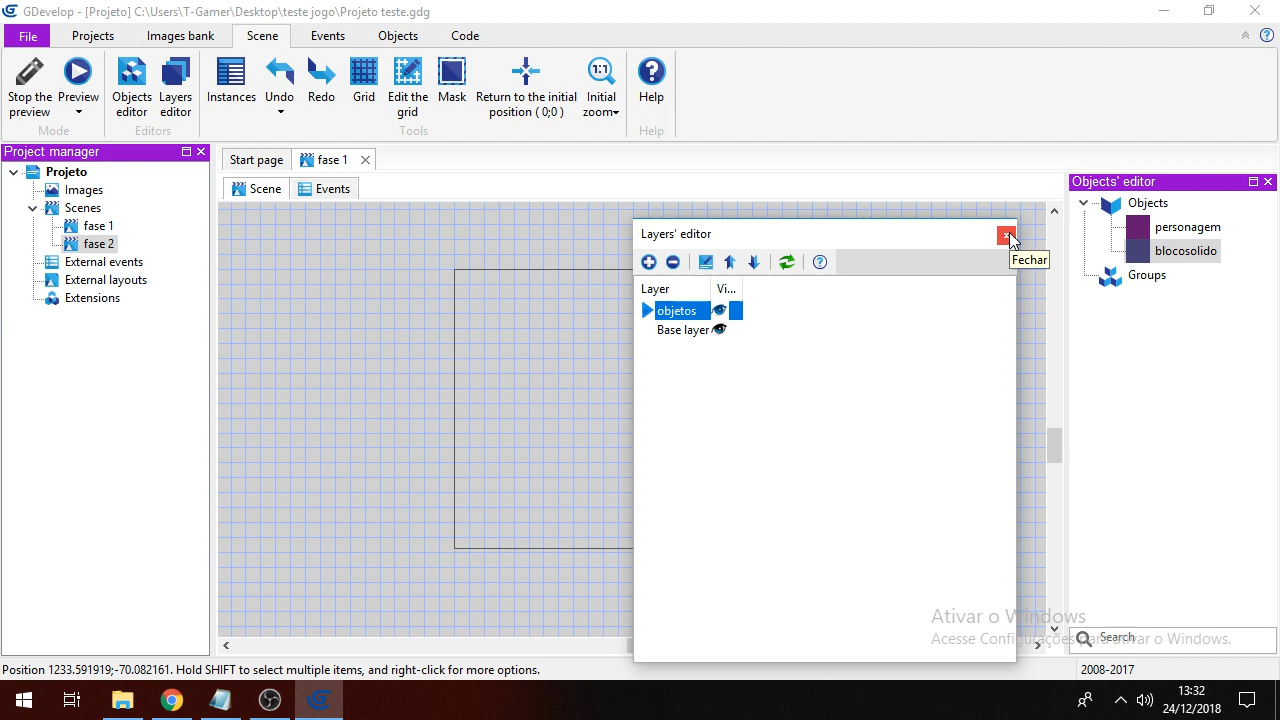 GDevelop - [Projeto] C:\Users\T-Gamer\Desktop\teste jogo\Projeto teste.gdg
File Projects Images bank Scene Events Objects Code
Stop the preview
Preview
Objects editor
Layers editor
Instances
Undo
Redo
Grid
Edit the grid
Mask
Return to the initial position ( 0;0 )
1:1
Initial zoom
Help
Mode Editors Tools Help
Project manager
Projeto
Images
Scenes
fase 1
fase 2
External events
External layouts
Extensions
Start page fase 1
Scene Events
Layers' editor
Fechar
Layer Vi...
objetos
Base layer
Objects' editor
Objects
personagem
blocosolido
Groups
Ativar o Windows
Acesse Configurações para ativar o Windows.
Search
Position 1233.591919;-70.082161. Hold SHIFT to select multiple items, and right-click for more options.
2008-2017
13:32
24/12/2018